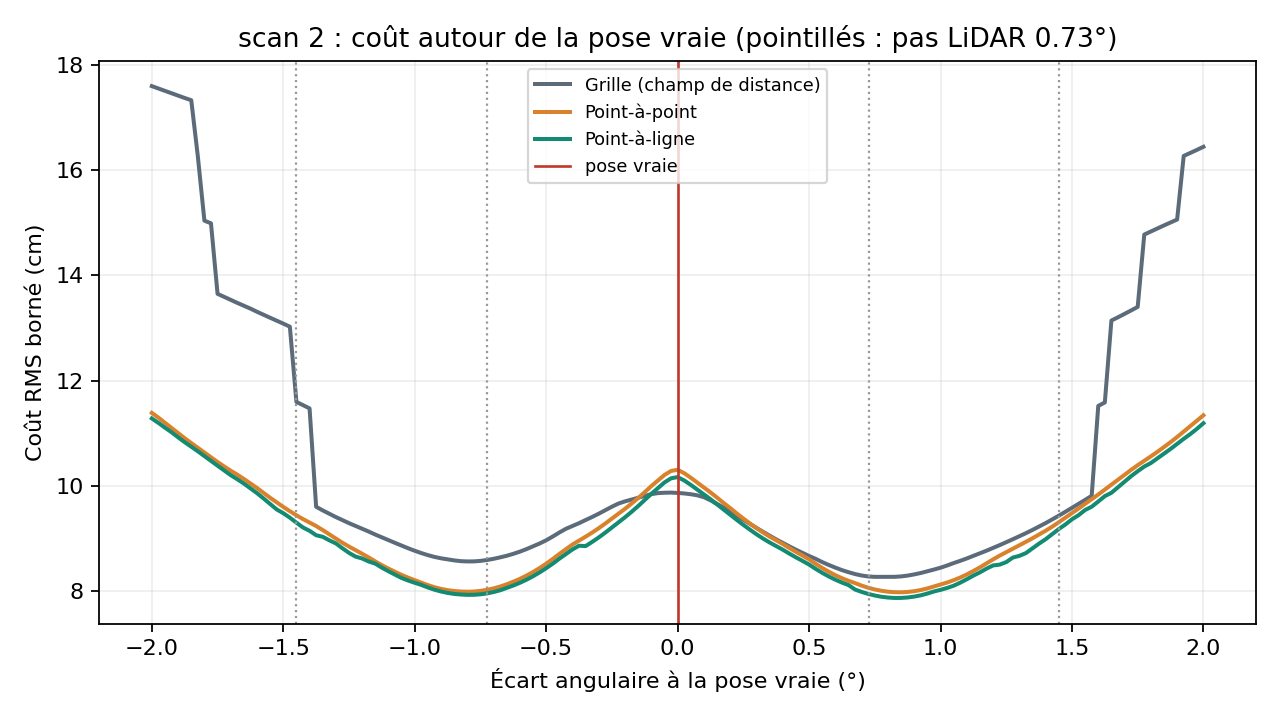 scan 2 : coût autour de la pose vraie (pointillés : pas LiDAR 0.73°)
Grille (champ de distance)
Point-à-point
Point-à-ligne
pose vraie
Coût RMS borné (cm)
18
16
14
12
10
8
−2.0 −1.5 −1.0 −0.5 0.0 0.5 1.0 1.5 2.0
Écart angulaire à la pose vraie (°)